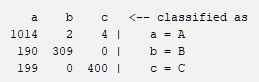 a b c <-- classified as
1014 2 4 | a = A
190 309 0 | b = B
199 0 400 | c = C